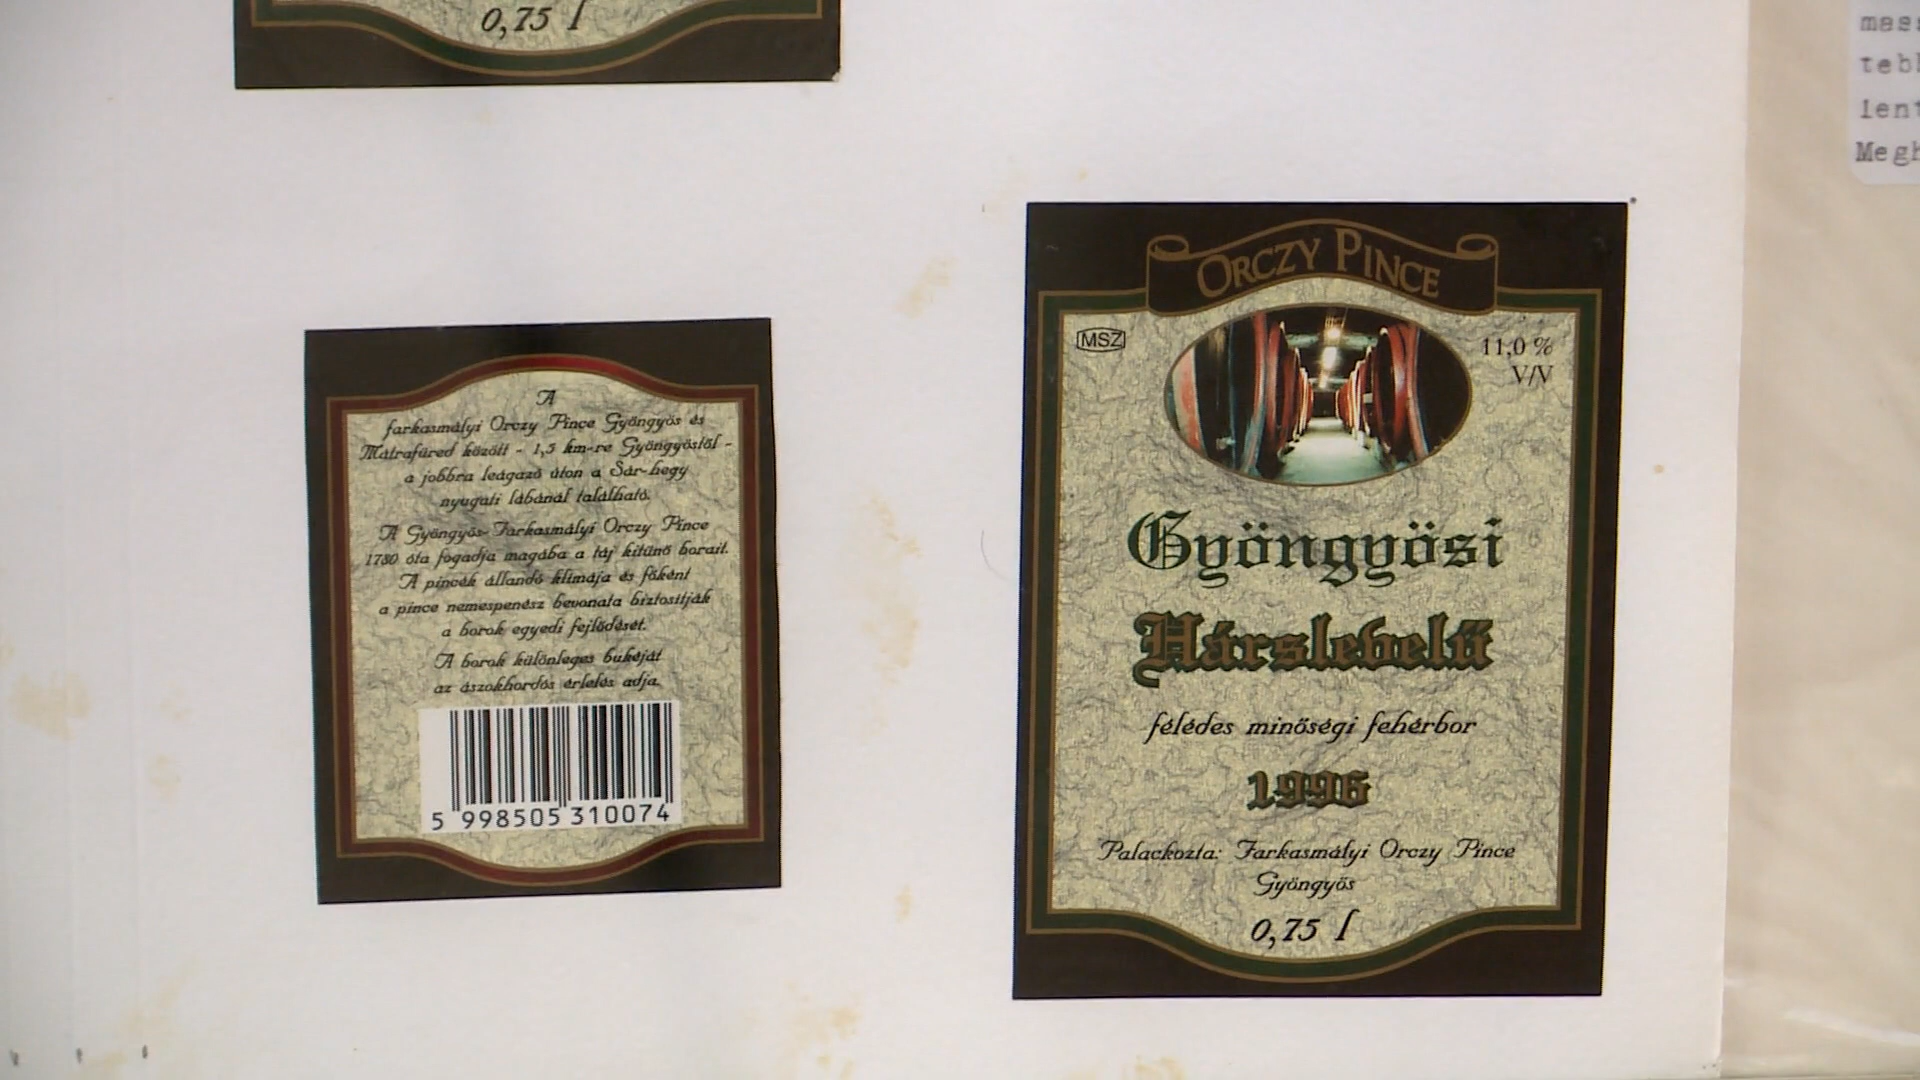 0,75 l
A
farkasmályi Orczy Pince Gyöngyös és
Mátrafüred között - 1,5 km-re Gyöngyöstől -
a jobbra leágazó úton a Sár-hegy
nyugati lábánál található.
A Gyöngyös-Farkasmályi Orczy Pince
1780 óta fogadja magába a táj kitűnő borait.
A pincék állandó klímája és főként
a pince nemespenész bevonata biztosítják
a borok egyedi fejlődését.
A borok különleges bukéját
az ászokhordós érlelés adja.
5 998505 310074
ORCZY PINCE
MSZ
11,0 %
V/V
Gyöngyösi
Hárslevelű
félédes minőségi fehérbor
1996
Palackozta: Farkasmályi Orczy Pince
Gyöngyös
0,75 l
lent
Megh